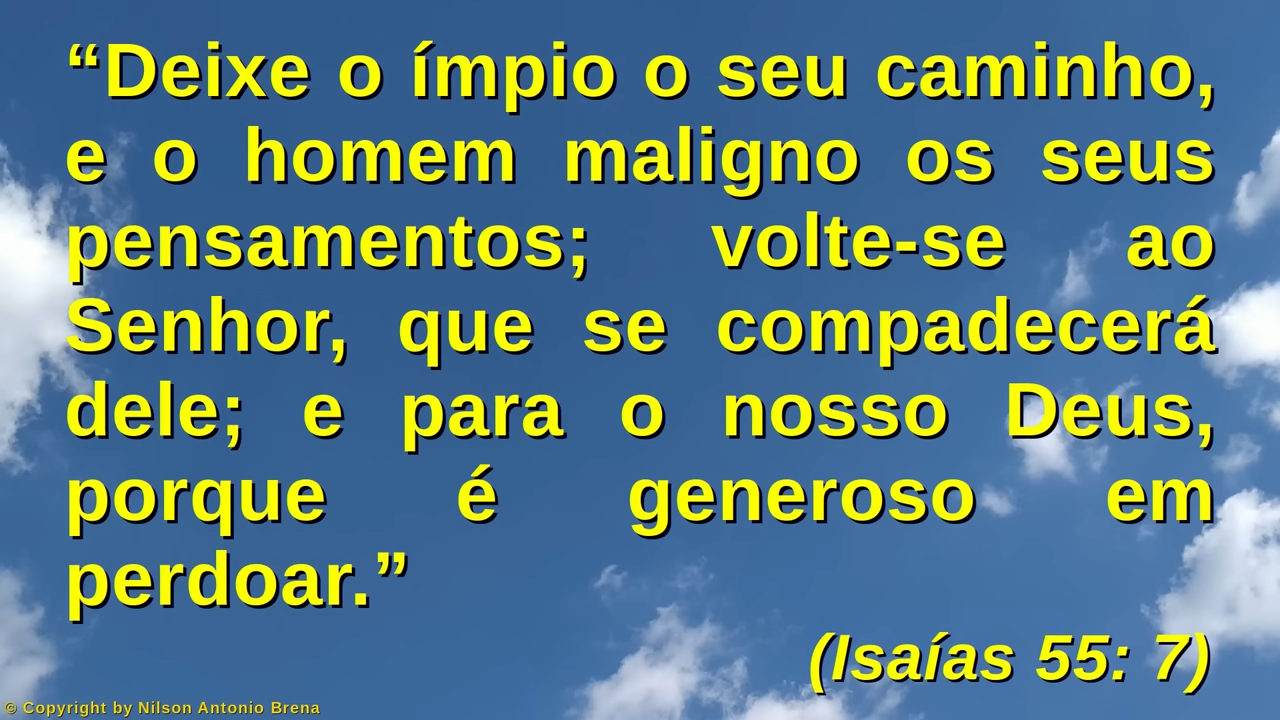 “Deixe o ímpio o seu caminho,
e o homem maligno os seus
pensamentos; volte-se ao
Senhor, que se compadecerá
dele; e para o nosso Deus,
porque é generoso em
perdoar.”
(Isaías 55: 7)
© Copyright by Nilson Antonio Brena